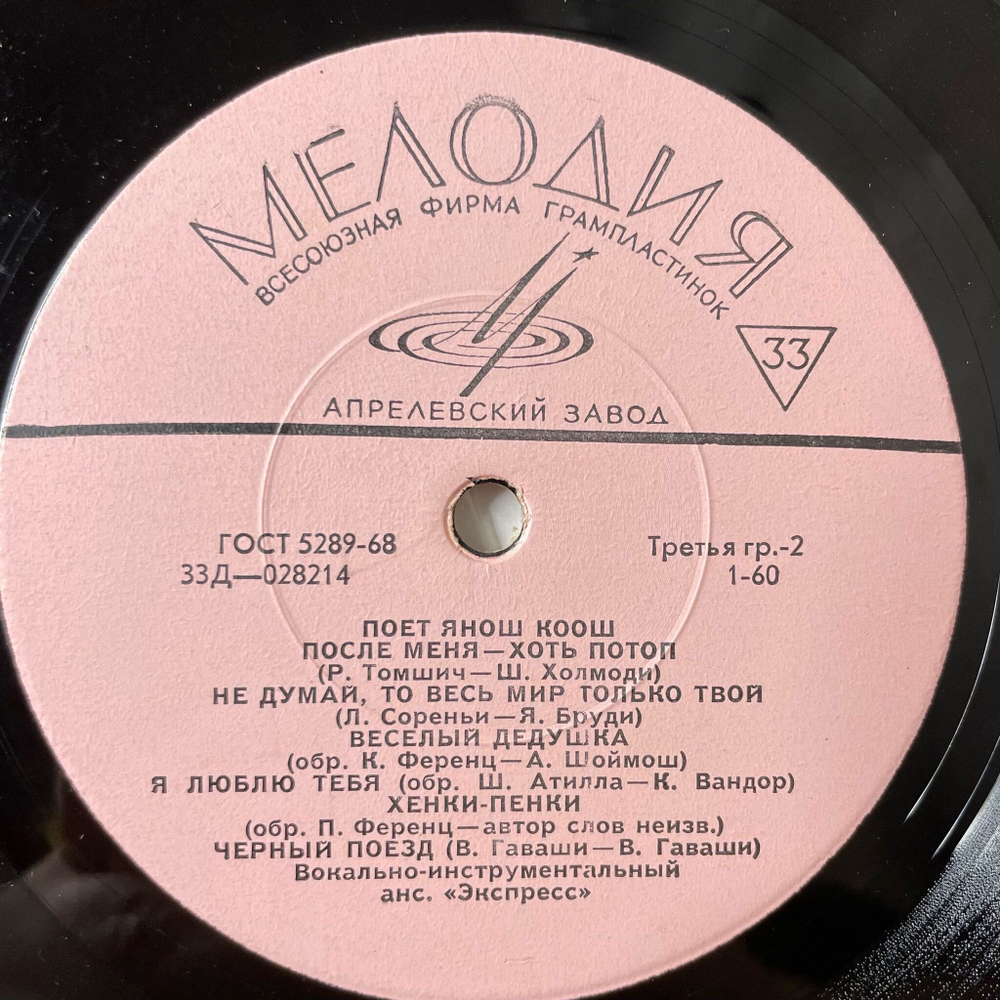 МЕЛОДИЯ
ВСЕСОЮЗНАЯ ФИРМА ГРАМПЛАСТИНОК
33
АПРЕЛЕВСКИЙ ЗАВОД
ГОСТ 5289-68
Третья гр.-2
33Д—028214
1-60
ПОЕТ ЯНОШ КООШ
ПОСЛЕ МЕНЯ—ХОТЬ ПОТОП
(Р. Томшич—Ш. Холмоди)
НЕ ДУМАЙ, ТО ВЕСЬ МИР ТОЛЬКО ТВОЙ
(Л. Сореньи—Я. Бруди)
ВЕСЕЛЫЙ ДЕДУШКА
(обр. К. Ференц—А. Шоймош)
Я ЛЮБЛЮ ТЕБЯ (обр. Ш. Атилла—К. Вандор)
ХЕНКИ-ПЕНКИ
(обр. П. Ференц—автор слов неизв.)
ЧЕРНЫЙ ПОЕЗД (В. Гаваши—В. Гаваши)
Вокально-инструментальный
анс. «Экспресс»